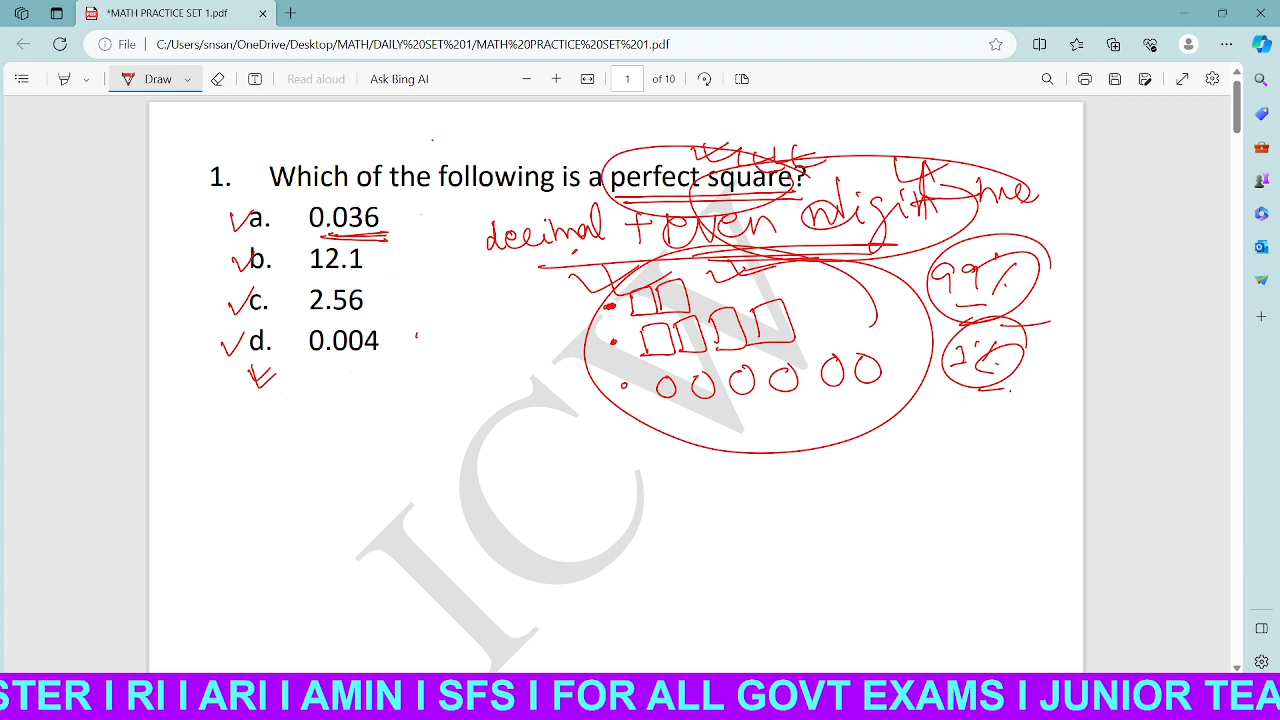 *MATH PRACTICE SET 1.pdf
File C:/Users/snsan/OneDrive/Desktop/MATH/DAILY%20SET%201/MATH%20PRACTICE%20SET%201.pdf
Draw Read aloud Ask Bing AI 1 of 10
1. Which of the following is a perfect square?
a. 0.036
decimal + even digit
b. 12.1
99%
c. 2.56
d. 0.004
ICW
STER I RI I ARI I AMIN I SFS I FOR ALL GOVT EXAMS I JUNIOR TEA